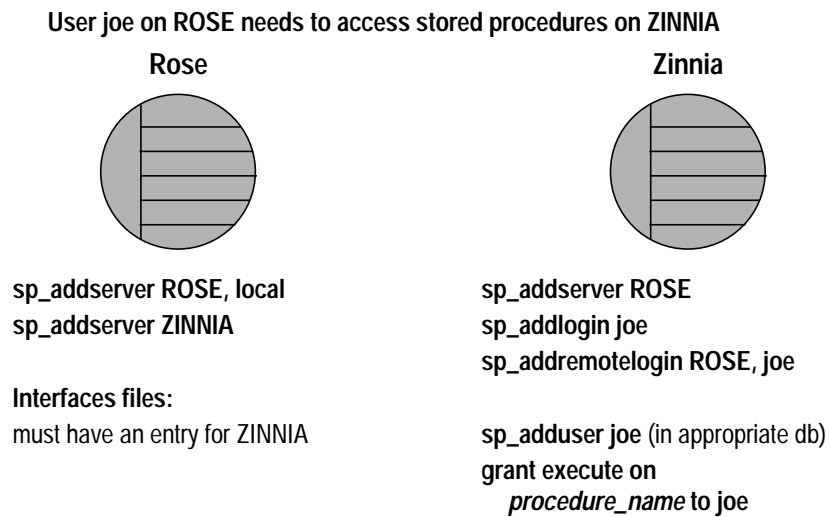 User joe on ROSE needs to access stored procedures on ZINNIA
Rose
Zinnia
sp_addserver ROSE, local
sp_addserver ZINNIA
Interfaces files:
must have an entry for ZINNIA
sp_addserver ROSE
sp_addlogin joe
sp_addremotelogin ROSE, joe
sp_adduser joe (in appropriate db)
grant execute on
procedure_name to joe